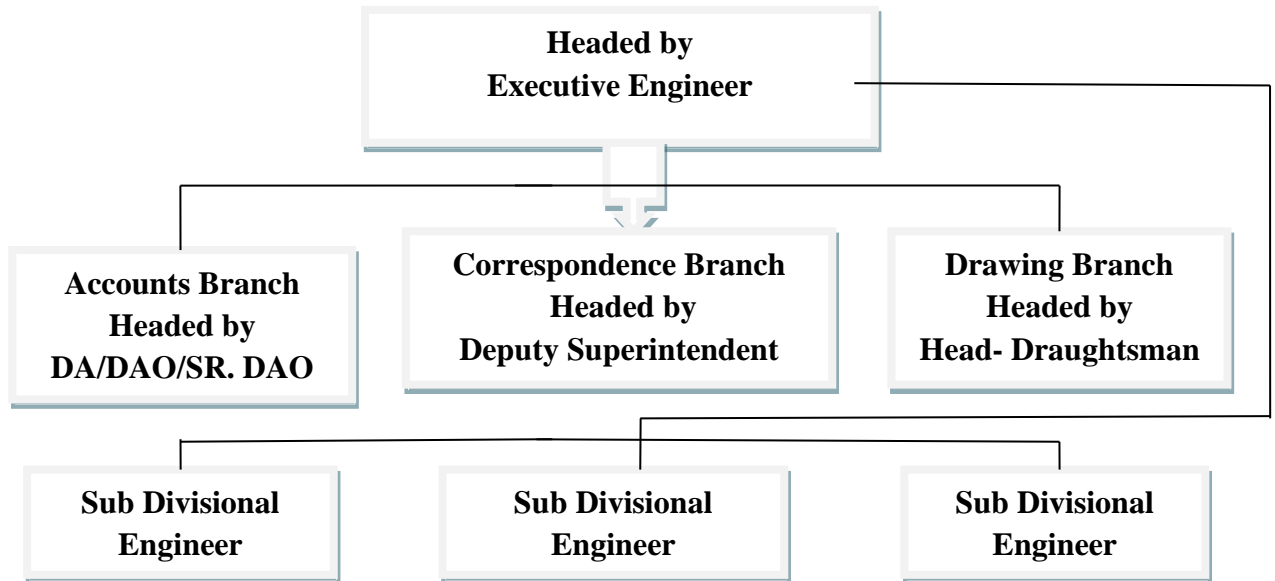 Headed by
Executive Engineer
Accounts Branch
Headed by
DA/DAO/SR. DAO
Correspondence Branch
Headed by
Deputy Superintendent
Drawing Branch
Headed by
Head- Draughtsman
Sub Divisional
Engineer
Sub Divisional
Engineer
Sub Divisional
Engineer